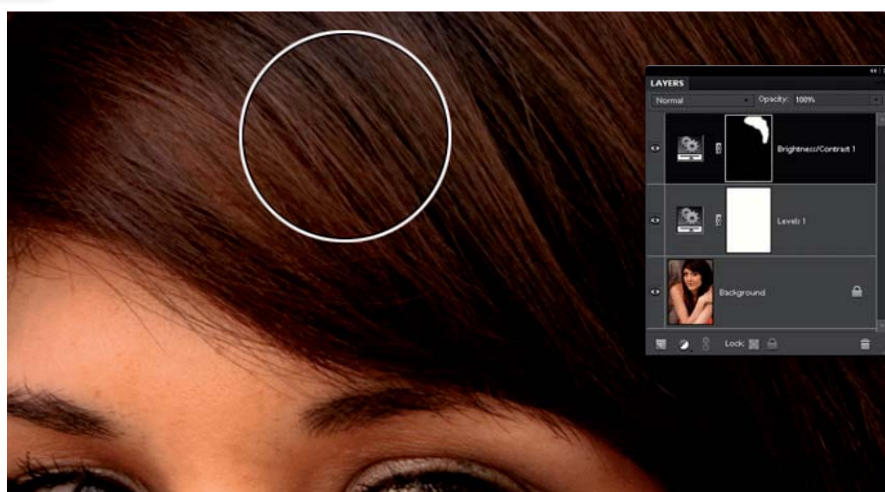 LAYERS
Normal Opacity: 100%
Brightness/Contrast 1
Levels 1
Background
Lock: